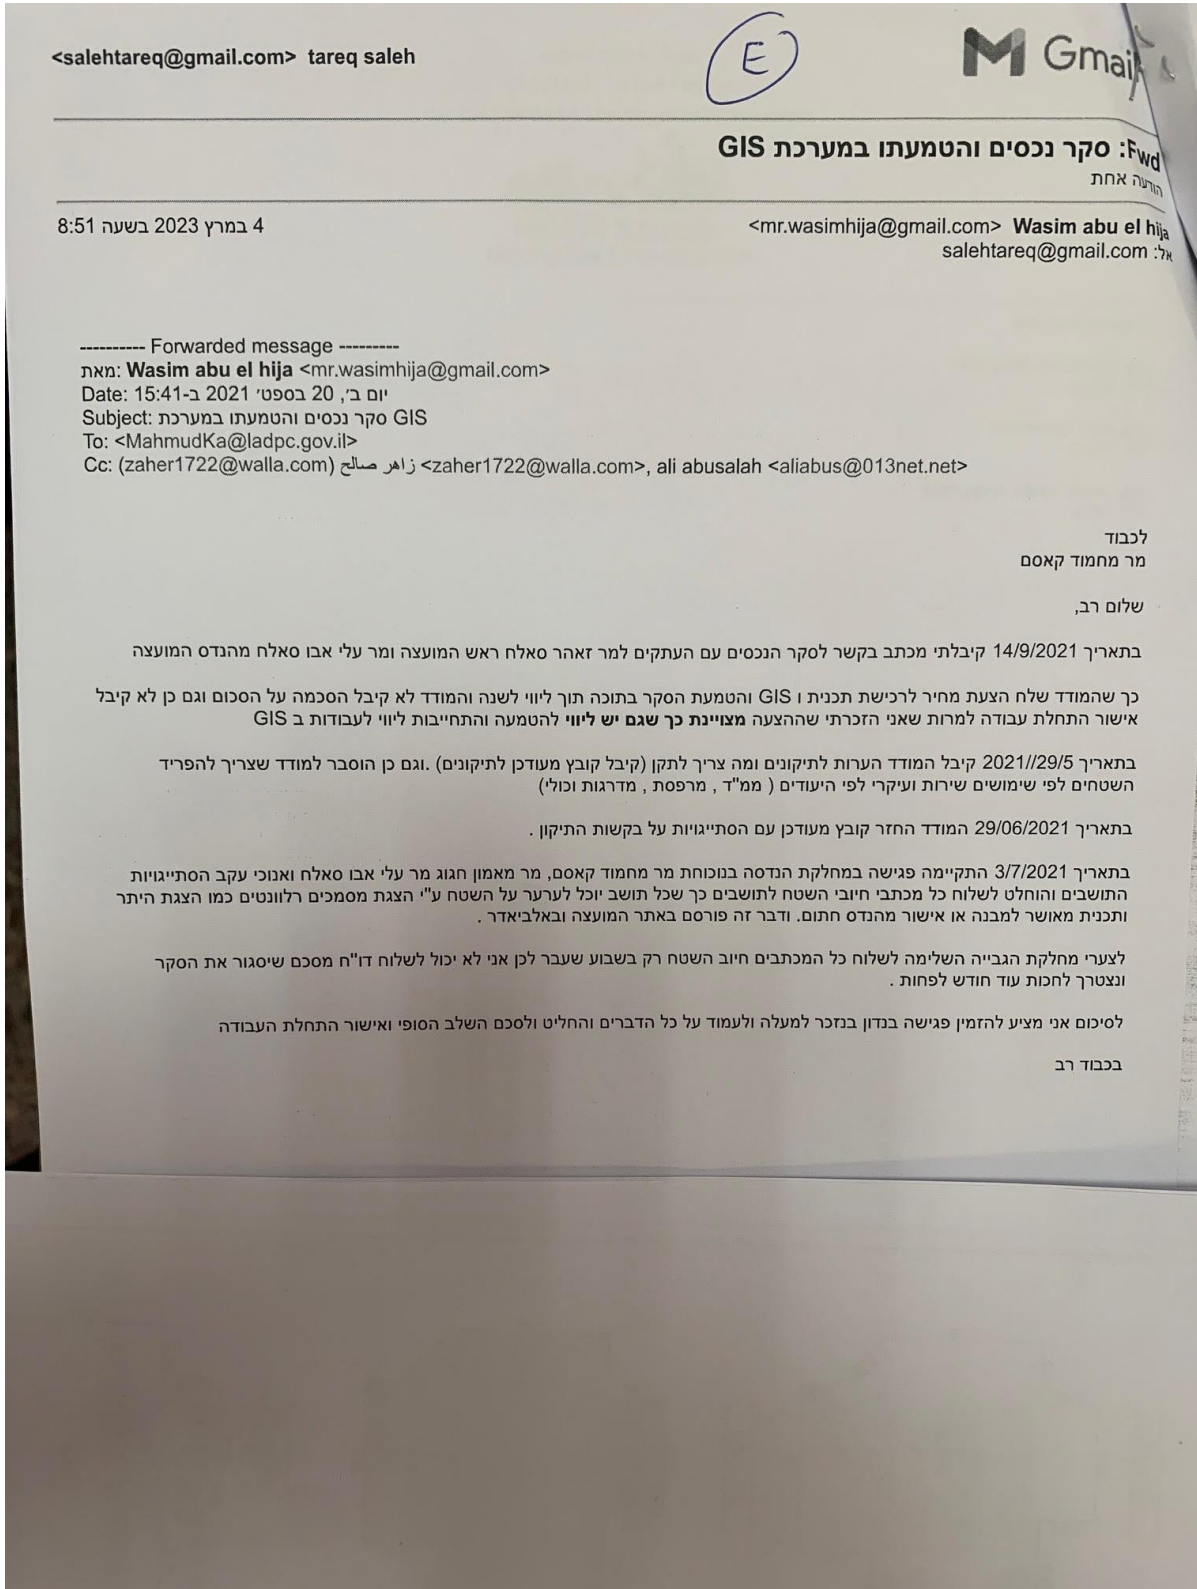 <salehtareq@gmail.com> tareq saleh
E
Gmail
Fwd: סקר נכסים והטמעתו במערכת GIS
הודעה אחת
Wasim abu el hija <mr.wasimhija@gmail.com>
4 במרץ 2023 בשעה 8:51
אל: salehtareq@gmail.com
---------- Forwarded message ---------
מאת: Wasim abu el hija <mr.wasimhija@gmail.com>
Date: יום ב׳, 20 בספט׳ 2021 ב-15:41
Subject: סקר נכסים והטמעתו במערכת GIS
To: <MahmudKa@ladpc.gov.il>
Cc: (zaher1722@walla.com) زاهر صالح <zaher1722@walla.com>, ali abusalah <aliabus@013net.net>
לכבוד
מר מחמוד קאסם
שלום רב,
בתאריך 14/9/2021 קיבלתי מכתב בקשר לסקר הנכסים עם העתקים למר זאהר סאלח ראש המועצה ומר עלי אבו סאלח מהנדס המועצה
כך שהמודד שלח הצעת מחיר לרכישת תכנית ו GIS והטמעת הסקר בתוכה תוך ליווי לשנה והמודד לא קיבל הסכמה על הסכום וגם כן לא קיבל
אישור התחלת עבודה למרות שאני הזכרתי שההצעה מצויינת כך שגם יש ליווי להטמעה והתחייבות ליווי לעבודות ב GIS
בתאריך 29/5//2021 קיבל המודד הערות לתיקונים ומה צריך לתקן (קיבל קובץ מעודכן לתיקונים) .וגם כן הוסבר למודד שצריך להפריד
השטחים לפי שימושים שירות ועיקרי לפי היעודים ( ממ"ד , מרפסת , מדרגות וכולי)
בתאריך 29/06/2021 המודד החזר קובץ מעודכן עם הסתייגויות על בקשות התיקון .
בתאריך 3/7/2021 התקיימה פגישה במחלקת הנדסה בנוכחת מר מחמוד קאסם, מר מאמון חגוג מר עלי אבו סאלח ואנוכי עקב הסתייגויות
התושבים והוחלט לשלוח כל מכתבי חיובי השטח לתושבים כך שכל תושב יוכל לערער על השטח ע"י הצגת מסמכים רלוונטים כמו הצגת היתר
ותכנית מאושר למבנה או אישור מהנדס חתום. ודבר זה פורסם באתר המועצה ובאלביאדר .
לצערי מחלקת הגבייה השלימה לשלוח כל המכתבים חיוב השטח רק בשבוע שעבר לכן אני לא יכול לשלוח דו"ח מסכם שיסגור את הסקר
ונצטרך לחכות עוד חודש לפחות .
לסיכום אני מציע להזמין פגישה בנדון בנזכר למעלה ולעמוד על כל הדברים והחליט ולסכם השלב הסופי ואישור התחלת העבודה
בכבוד רב